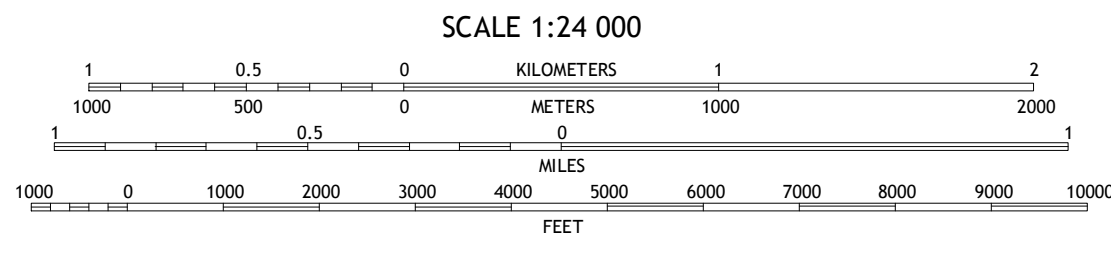 SCALE 1:24 000
1 0.5 0 KILOMETERS 1 2
1000 500 0 METERS 1000 2000
1 0.5 0 1
MILES
1000 0 1000 2000 3000 4000 5000 6000 7000 8000 9000 10000
FEET